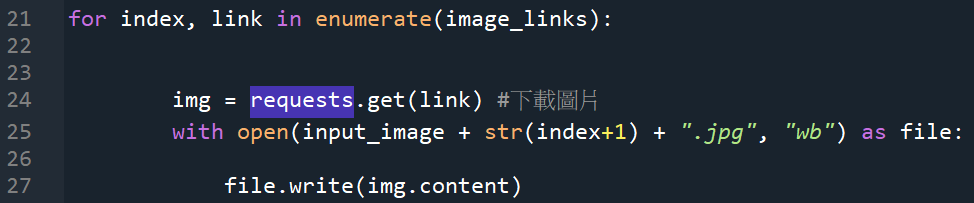 21 for index, link in enumerate(image_links):
22
23
24 img = requests.get(link) #下載圖片
25 with open(input_image + str(index+1) + ".jpg", "wb") as file:
26
27 file.write(img.content)